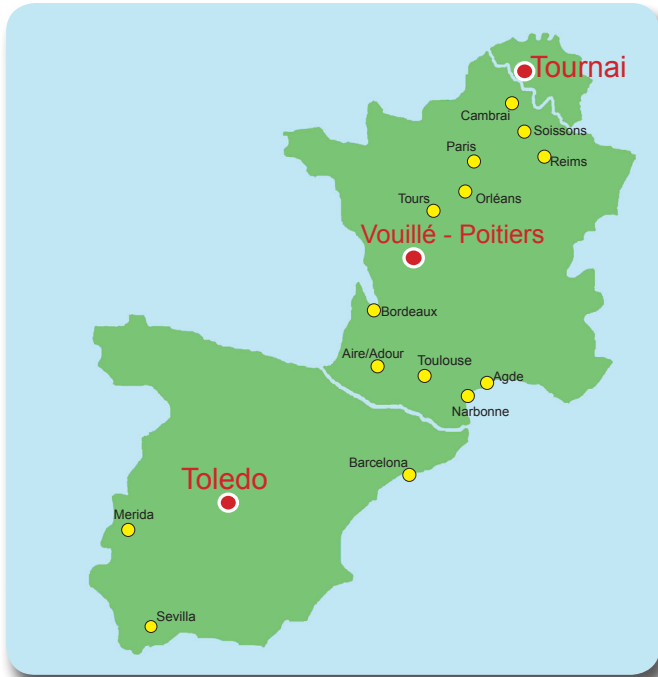 Tournai
Cambrai
Soissons
Paris
Reims
Orléans
Tours
Vouillé - Poitiers
Bordeaux
Aire/Adour
Toulouse
Agde
Narbonne
Barcelona
Toledo
Merida
Sevilla